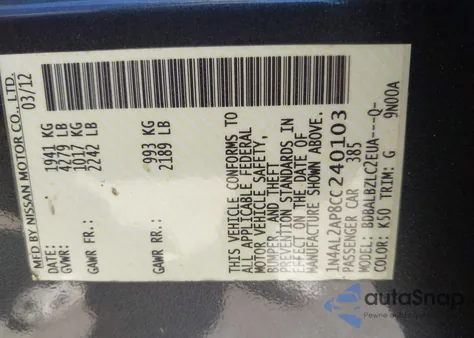 MFD BY NISSAN MOTOR CO., LTD.
DATE: 03/12
GVWR: 1941 KG
4279 LB
GAWR FR: 1017 KG
2242 LB
GAWR RR: 993 KG
2189 LB
THIS VEHICLE CONFORMS TO
ALL APPLICABLE FEDERAL
MOTOR VEHICLE SAFETY,
BUMPER AND THEFT
PREVENTION STANDARDS IN
EFFECT ON THE DATE OF
MANUFACTURE SHOWN ABOVE.
1N4AL2AP8CC240103
PASSENGER CAR 385
MODEL: BDBALBZLC2EUA---Q-
COLOR: K50 TRIM: G 9N00A
autaSnap